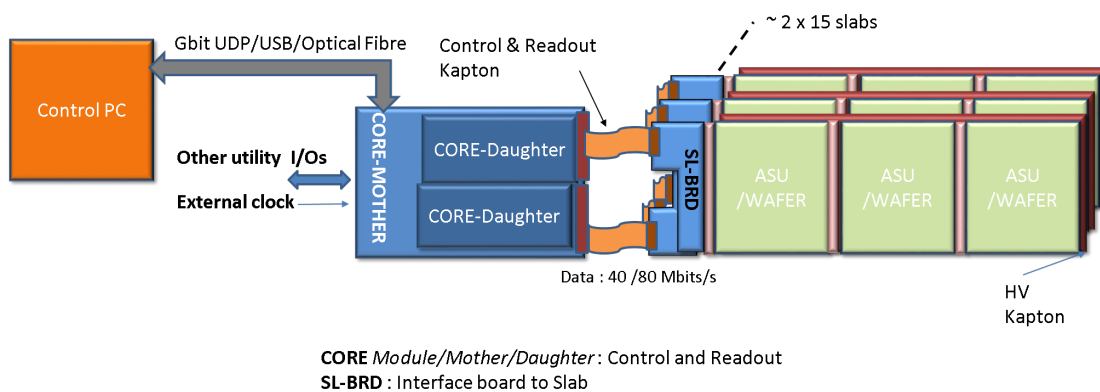 ~ 2 x 15 slabs
Gbit UDP/USB/Optical Fibre
Control & Readout
Kapton
Control PC
CORE-MOTHER
CORE-Daughter
CORE-Daughter
Other utility I/Os
External clock
SL-BRD
ASU
/WAFER
ASU
/WAFER
ASU
/WAFER
Data : 40 /80 Mbits/s
HV
Kapton
CORE Module/Mother/Daughter : Control and Readout
SL-BRD : Interface board to Slab